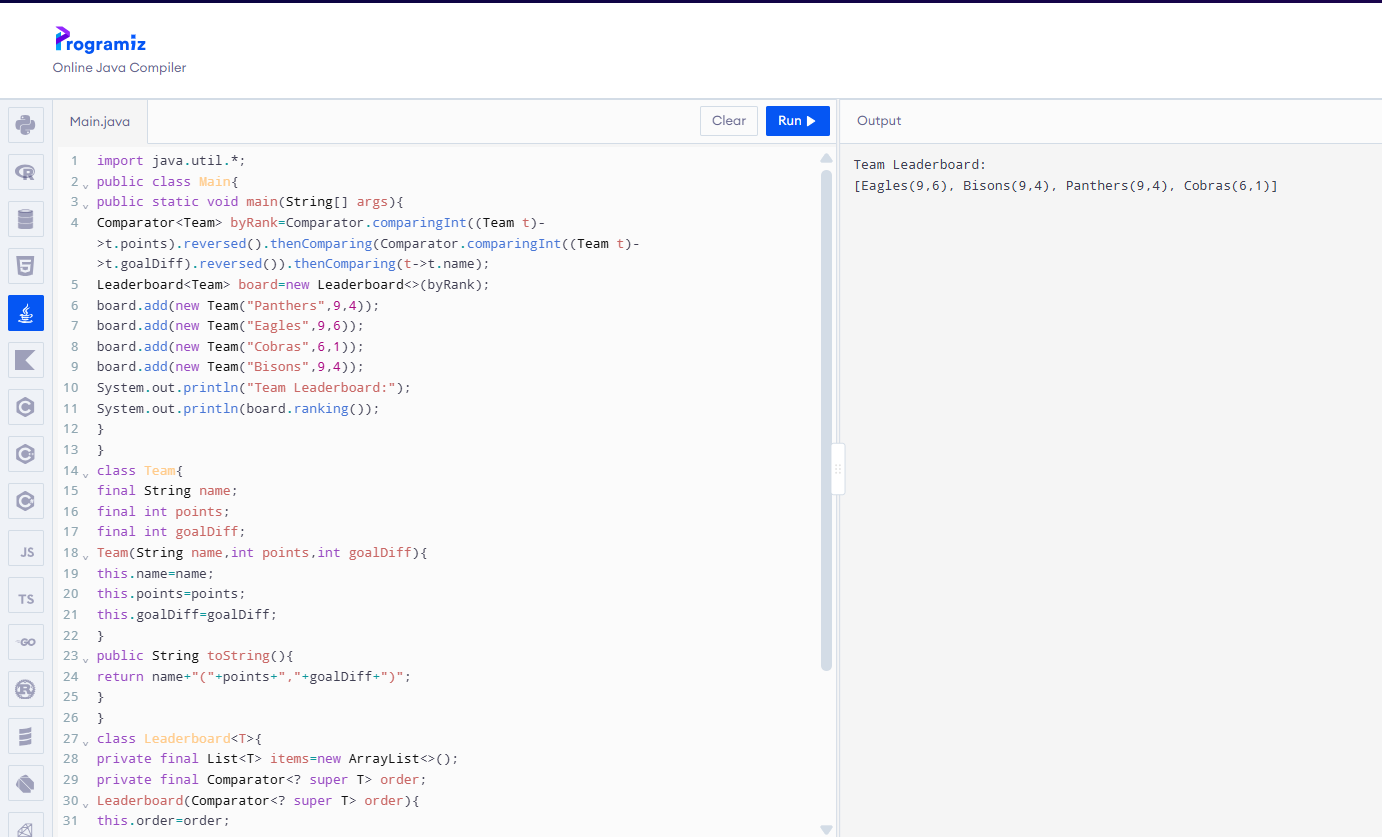 Programiz
Online Java Compiler
Main.java
Clear
Run
Output
1 import java.util.*;
2 public class Main{
3 public static void main(String[] args){
4 Comparator<Team> byRank=Comparator.comparingInt((Team t)-
>t.points).reversed().thenComparing(Comparator.comparingInt((Team t)-
>t.goalDiff).reversed()).thenComparing(t->t.name);
5 Leaderboard<Team> board=new Leaderboard<>(byRank);
6 board.add(new Team("Panthers",9,4));
7 board.add(new Team("Eagles",9,6));
8 board.add(new Team("Cobras",6,1));
9 board.add(new Team("Bisons",9,4));
10 System.out.println("Team Leaderboard:");
11 System.out.println(board.ranking());
12 }
13 }
14 class Team{
15 final String name;
16 final int points;
17 final int goalDiff;
18 Team(String name,int points,int goalDiff){
19 this.name=name;
20 this.points=points;
21 this.goalDiff=goalDiff;
22 }
23 public String toString(){
24 return name+"("+points+","+goalDiff+")";
25 }
26 }
27 class Leaderboard<T>{
28 private final List<T> items=new ArrayList<>();
29 private final Comparator<? super T> order;
30 Leaderboard(Comparator<? super T> order){
31 this.order=order;
Team Leaderboard:
[Eagles(9,6), Bisons(9,4), Panthers(9,4), Cobras(6,1)]
R
5
C
C
C
JS
TS
GO
R